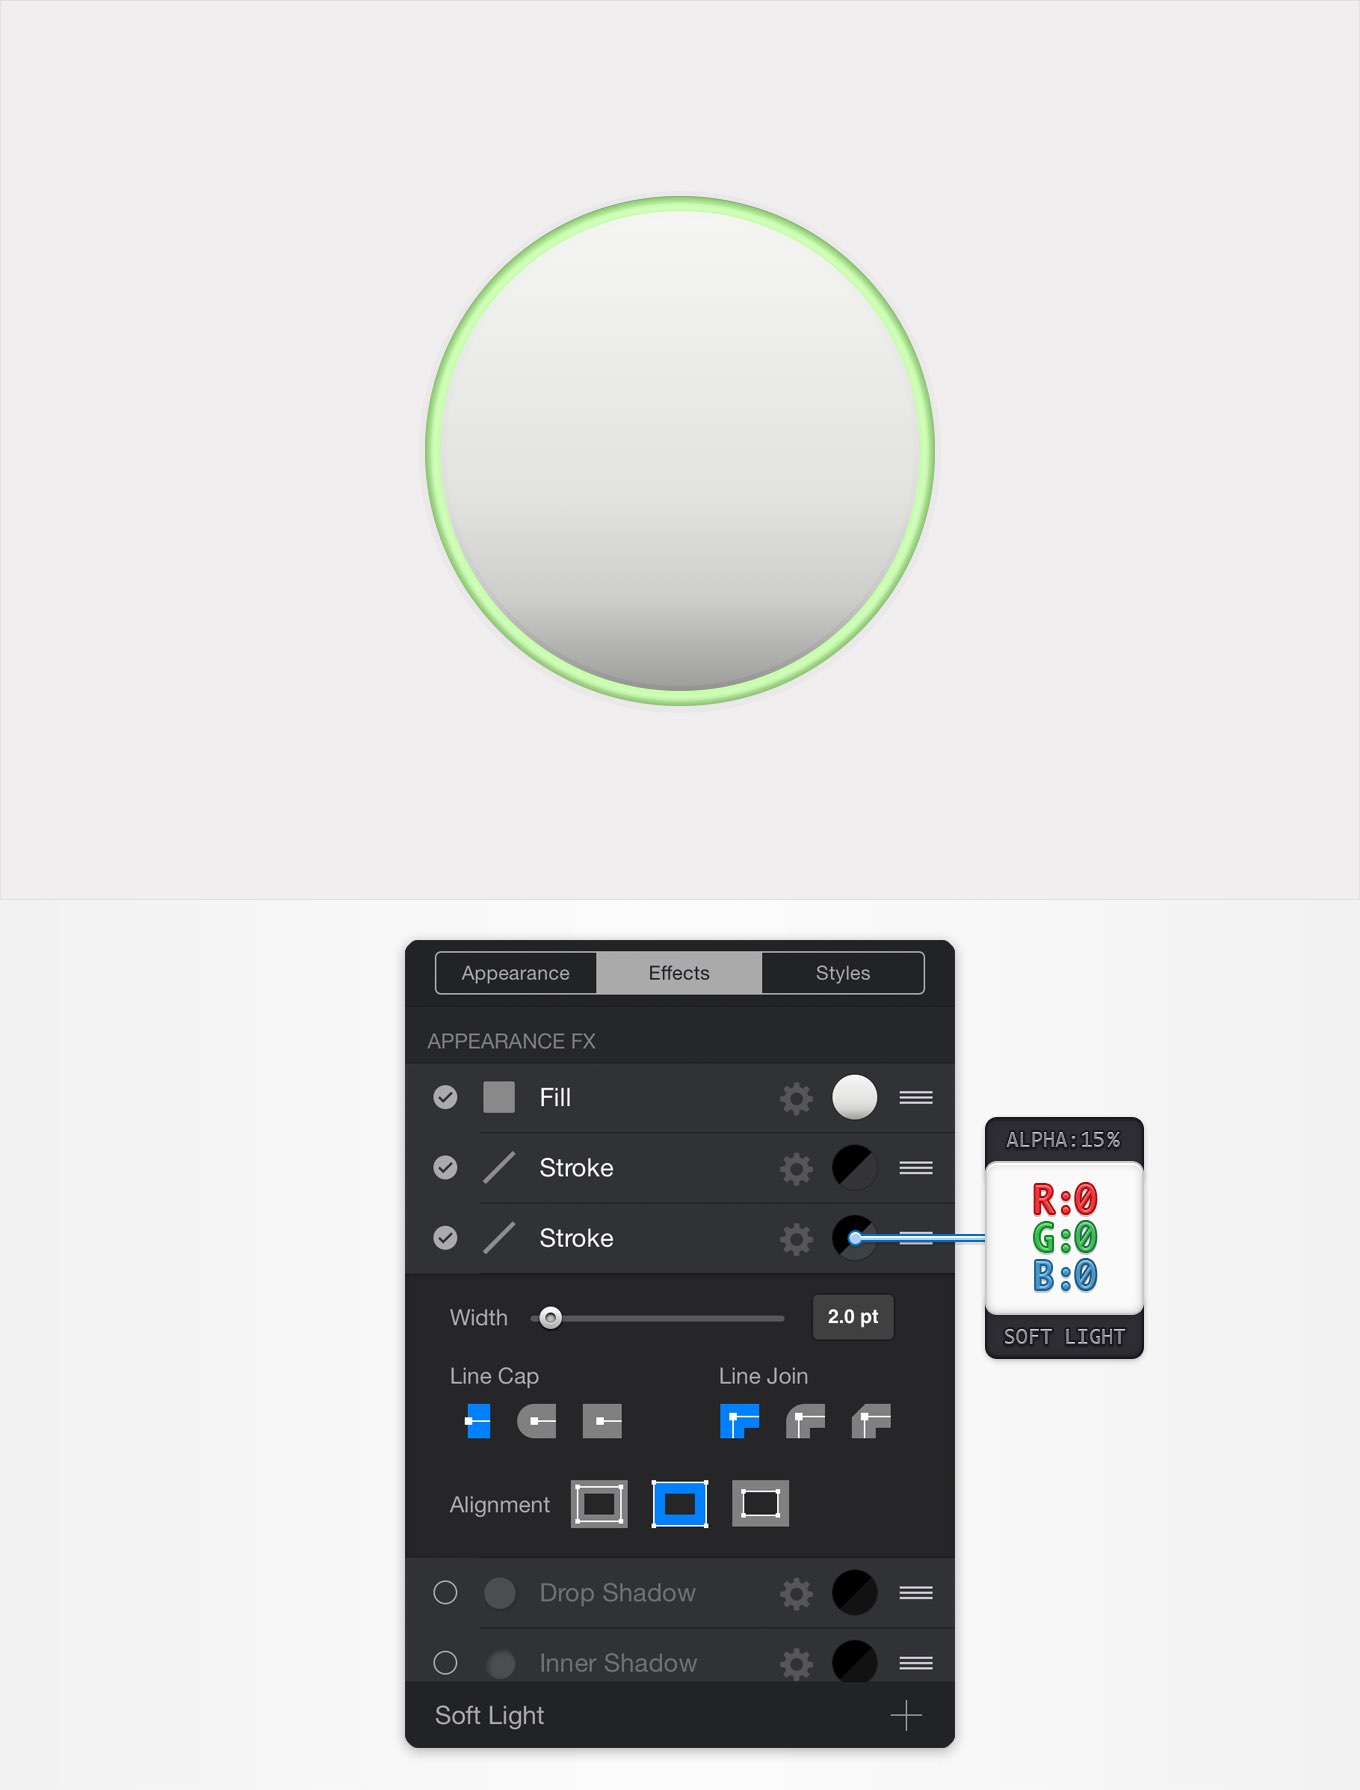 Appearance Effects Styles
APPEARANCE FX
Fill
Stroke
Stroke
ALPHA:15%
R:0
G:0
B:0
SOFT LIGHT
Width 2.0 pt
Line Cap Line Join
Alignment
Drop Shadow
Inner Shadow
Soft Light